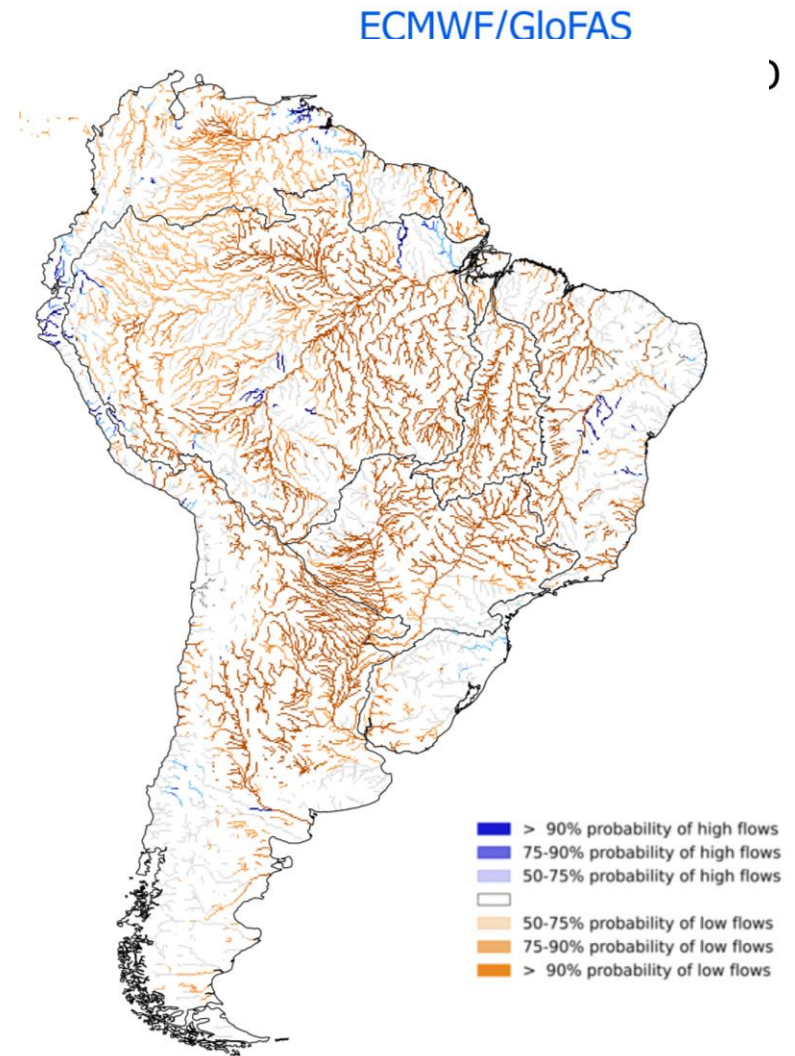 ECMWF/GloFAS
> 90% probability of high flows
75-90% probability of high flows
50-75% probability of high flows
50-75% probability of low flows
75-90% probability of low flows
> 90% probability of low flows